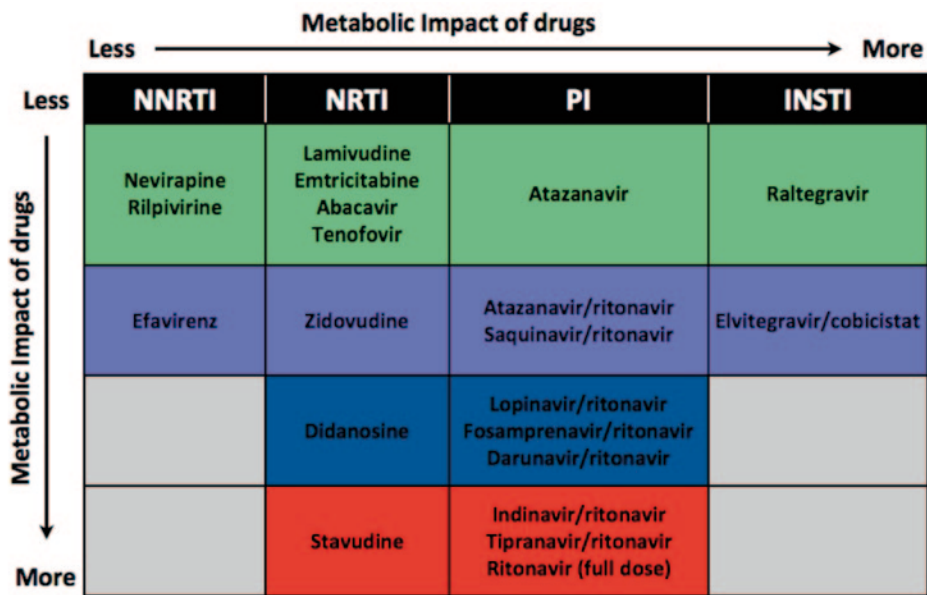 Metabolic Impact of drugs
Less
More
Less
NNRTI
NRTI
PI
INSTI
Metabolic Impact of drugs
Nevirapine
Rilpivirine
Lamivudine
Emtricitabine
Abacavir
Tenofovir
Atazanavir
Raltegravir
Efavirenz
Zidovudine
Atazanavir/ritonavir
Saquinavir/ritonavir
Elvitegravir/cobicistat
Didanosine
Lopinavir/ritonavir
Fosamprenavir/ritonavir
Darunavir/ritonavir
Stavudine
Indinavir/ritonavir
Tipranavir/ritonavir
Ritonavir (full dose)
More